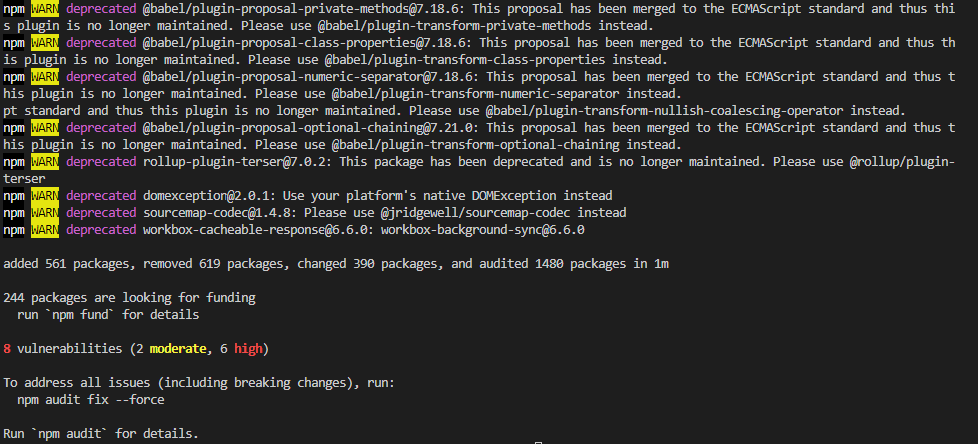 npm WARN deprecated @babel/plugin-proposal-private-methods@7.18.6: This proposal has been merged to the ECMAScript standard and thus thi
s plugin is no longer maintained. Please use @babel/plugin-transform-private-methods instead.
npm WARN deprecated @babel/plugin-proposal-class-properties@7.18.6: This proposal has been merged to the ECMAScript standard and thus th
is plugin is no longer maintained. Please use @babel/plugin-transform-class-properties instead.
npm WARN deprecated @babel/plugin-proposal-numeric-separator@7.18.6: This proposal has been merged to the ECMAScript standard and thus t
his plugin is no longer maintained. Please use @babel/plugin-transform-numeric-separator instead.
pt standard and thus this plugin is no longer maintained. Please use @babel/plugin-transform-nullish-coalescing-operator instead.
npm WARN deprecated @babel/plugin-proposal-optional-chaining@7.21.0: This proposal has been merged to the ECMAScript standard and thus t
his plugin is no longer maintained. Please use @babel/plugin-transform-optional-chaining instead.
npm WARN deprecated rollup-plugin-terser@7.0.2: This package has been deprecated and is no longer maintained. Please use @rollup/plugin-
terser
npm WARN deprecated domexception@2.0.1: Use your platform's native DOMException instead
npm WARN deprecated sourcemap-codec@1.4.8: Please use @jridgewell/sourcemap-codec instead
npm WARN deprecated workbox-cacheable-response@6.6.0: workbox-background-sync@6.6.0
added 561 packages, removed 619 packages, changed 390 packages, and audited 1480 packages in 1m
244 packages are looking for funding
run `npm fund` for details
8 vulnerabilities (2 moderate, 6 high)
To address all issues (including breaking changes), run:
npm audit fix --force
Run `npm audit` for details.